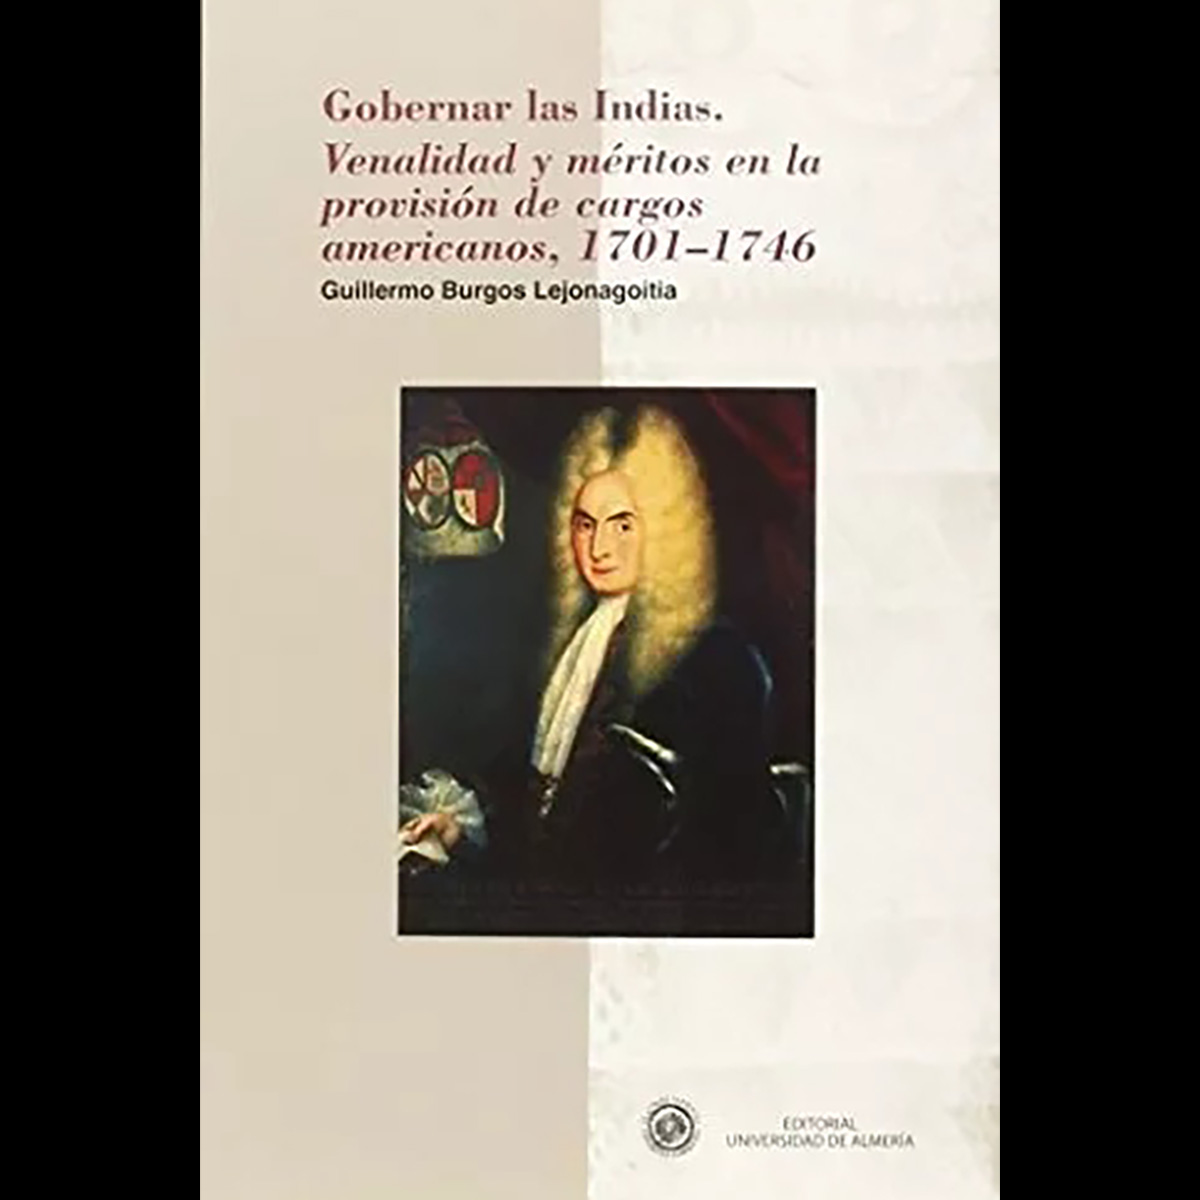 Gobernar las Indias.
Venalidad y méritos en la
provisión de cargos
americanos, 1701–1746
Guillermo Burgos Lejonagoitia
EDITORIAL
UNIVERSIDAD DE ALMERÍA